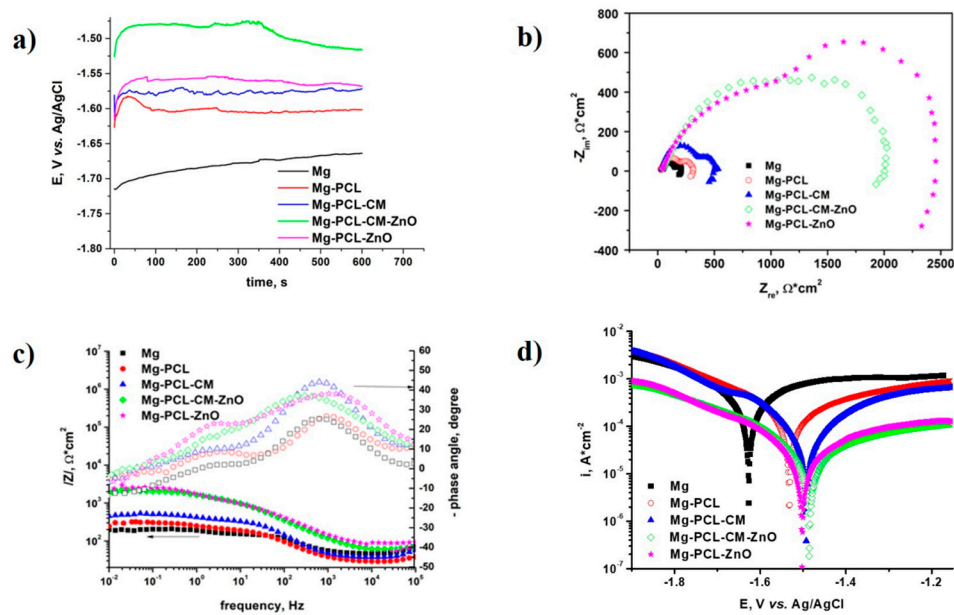 a)
E, V vs. Ag/AgCl
-1.50
-1.55
-1.60
-1.65
-1.70
-1.75
-1.80
0 100 200 300 400 500 600 700
time, s
Mg
Mg-PCL
Mg-PCL-CM
Mg-PCL-CM-ZnO
Mg-PCL-ZnO
b)
-Zim, Ω*cm²
800
600
400
200
0
-200
-400
0 500 1000 1500 2000 2500
Zre, Ω*cm²
Mg
Mg-PCL
Mg-PCL-CM
Mg-PCL-CM-ZnO
Mg-PCL-ZnO
c)
/Z/, Ω*cm²
10⁷
10⁶
10⁵
10⁴
10³
10²
10⁻² 10⁻¹ 10⁰ 10¹ 10² 10³ 10⁴ 10⁵
frequency, Hz
Mg
Mg-PCL
Mg-PCL-CM
Mg-PCL-CM-ZnO
Mg-PCL-ZnO
60
50
40
30
20
10
0
-10
-20
-30
-40
-50
- phase angle, degree
d)
i, A*cm⁻²
10⁻²
10⁻³
10⁻⁴
10⁻⁵
10⁻⁶
10⁻⁷
-1.8 -1.6 -1.4 -1.2
E, V vs. Ag/AgCl
Mg
Mg-PCL
Mg-PCL-CM
Mg-PCL-CM-ZnO
Mg-PCL-ZnO